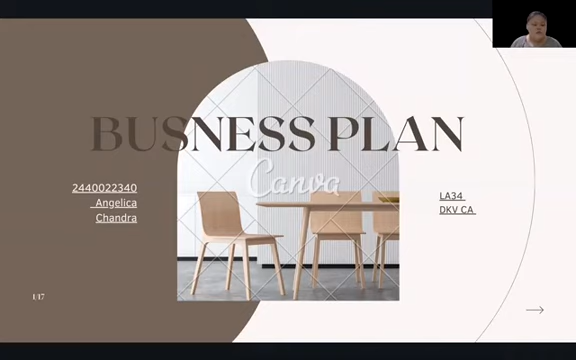 BUSNESS PLAN
Canva
2440022340
Angelica
Chandra
LA34
DKV CA
1/17